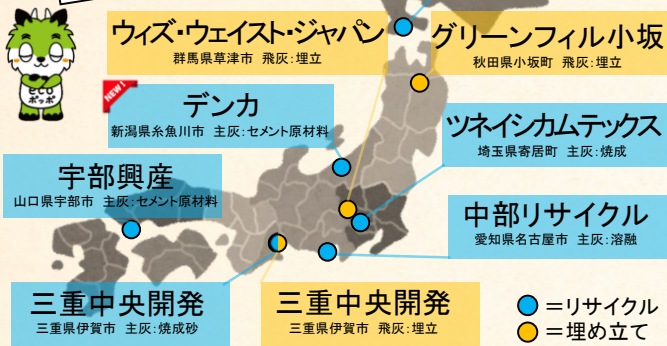 ウィズ・ウェイスト・ジャパン
群馬県草津市 飛灰:埋立
グリーンフィル小坂
秋田県小坂町 飛灰:埋立
eco
ポッポ
NEW!
デンカ
新潟県糸魚川市 主灰:セメント原材料
ツネイシカムテックス
埼玉県寄居町 主灰:焼成
宇部興産
山口県宇部市 主灰:セメント原材料
中部リサイクル
愛知県名古屋市 主灰:溶融
三重中央開発
三重県伊賀市 主灰:焼成砂
三重中央開発
三重県伊賀市 飛灰:埋立
=リサイクル
=埋め立て